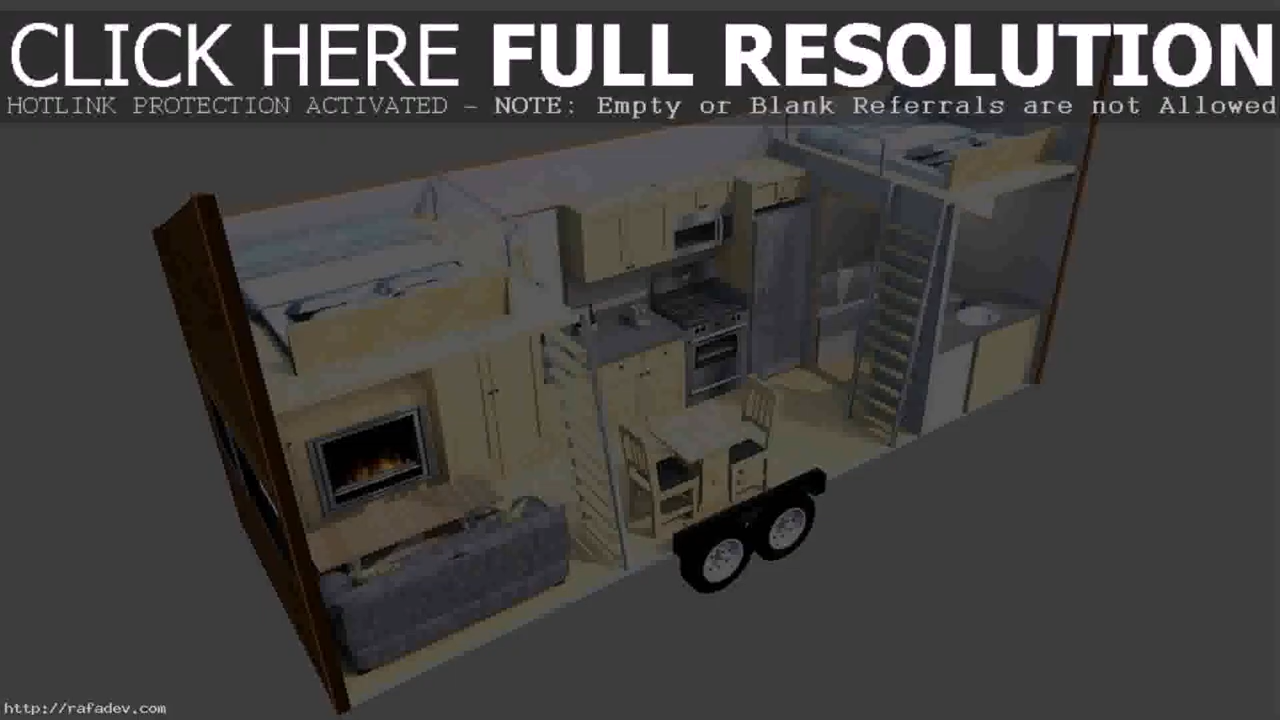 CLICK HERE FULL RESOLUTION
HOTLINK PROTECTION ACTIVATED – NOTE: Empty or Blank Referrals are not Allowed
http://rafadev.com